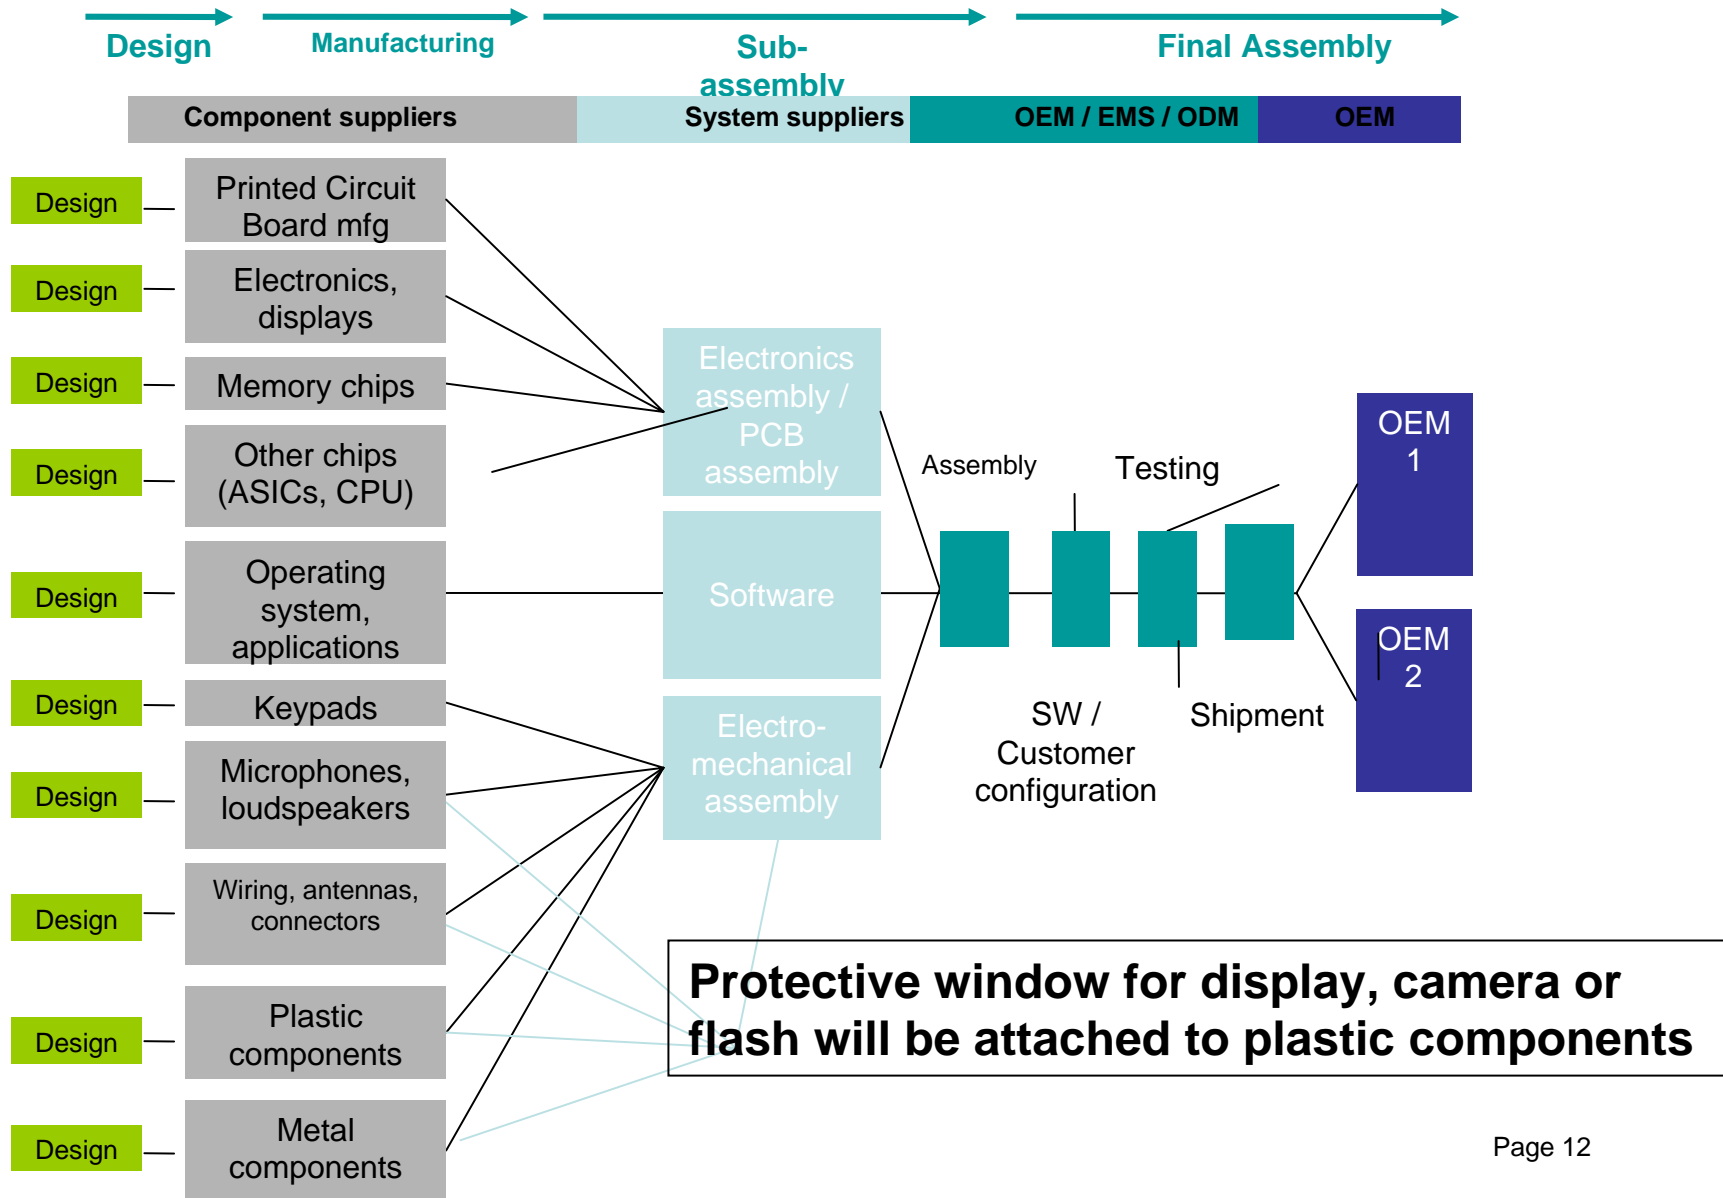 Design
Manufacturing
Sub-
assembly
Final Assembly
Component suppliers
System suppliers
OEM / EMS / ODM
OEM
Design
Printed Circuit
Board mfg
Design
Electronics,
displays
Design
Memory chips
Design
Other chips
(ASICs, CPU)
Design
Operating
system,
applications
Design
Keypads
Design
Microphones,
loudspeakers
Design
Wiring, antennas,
connectors
Design
Plastic
components
Design
Metal
components
Electronics
assembly /
PCB
assembly
Software
Electro-
mechanical
assembly
Assembly
Testing
SW /
Customer
configuration
Shipment
OEM
1
OEM
2
Protective window for display, camera or
flash will be attached to plastic components
Page 12